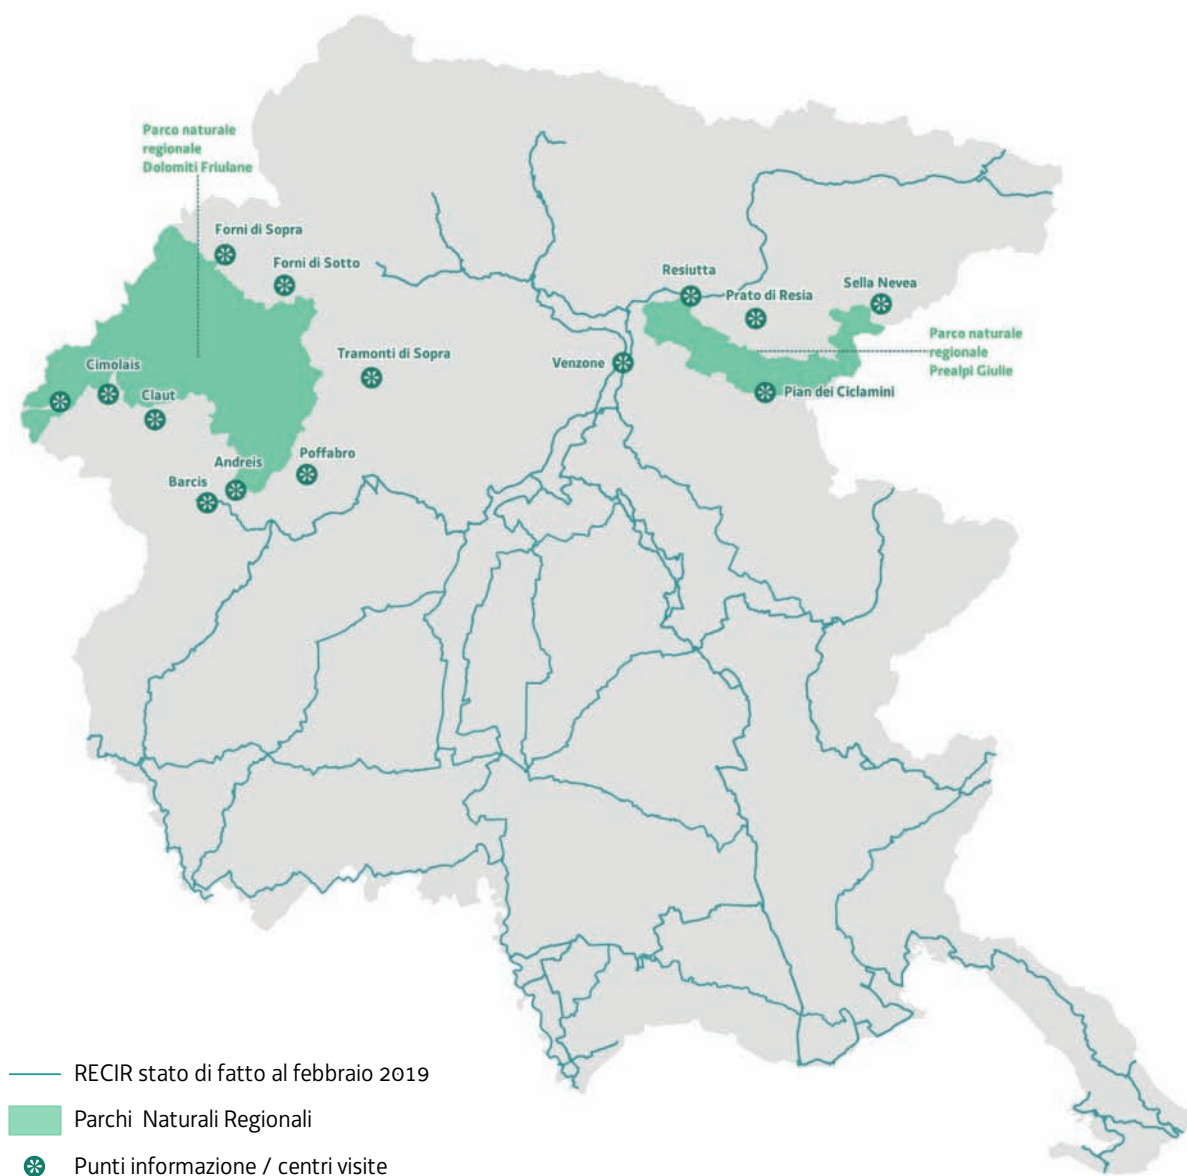 Parco naturale
regionale
Dolomiti Friulane
Forni di Sopra
Forni di Sotto
Resiutta
Prato di Resia
Sella Nevea
Parco naturale
regionale
Prealpi Giulie
Tramonti di Sopra
Venzone
Cimolais
Claut
Pian dei Ciclamini
Poffabro
Andreis
Barcis
RECIR stato di fatto al febbraio 2019
Parchi Naturali Regionali
Punti informazione / centri visite